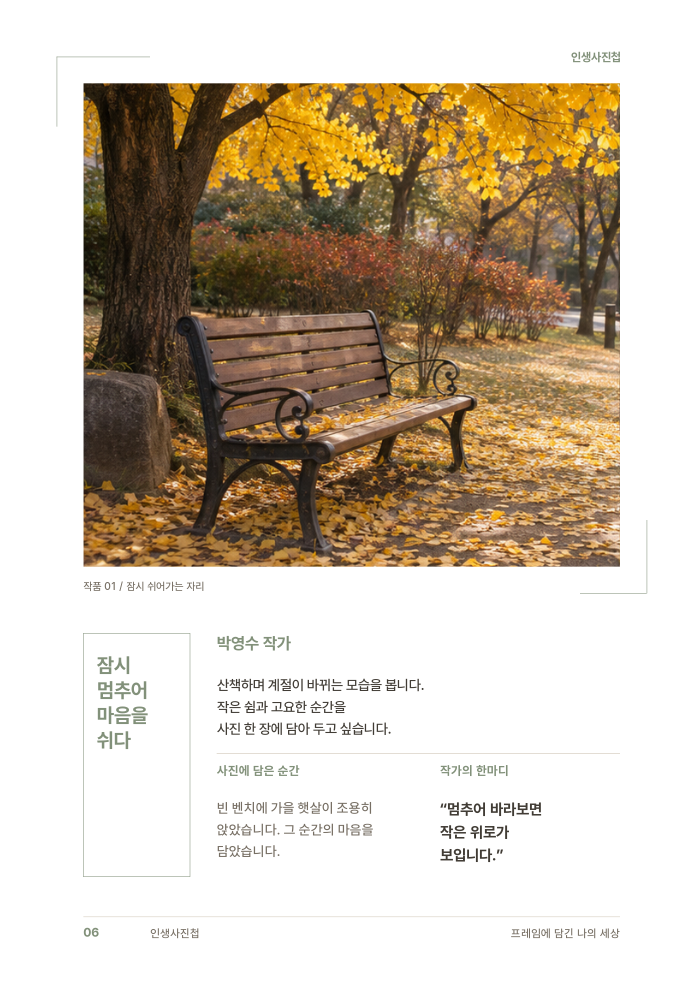 인생사진첩
작품 01 / 잠시 쉬어가는 자리
잠시
멈추어
마음을
쉬다
박영수 작가
산책하며 계절이 바뀌는 모습을 봅니다.
작은 쉼과 고요한 순간을
사진 한 장에 담아 두고 싶습니다.
사진에 담은 순간
빈 벤치에 가을 햇살이 조용히
앉았습니다. 그 순간의 마음을
담았습니다.
작가의 한마디
“멈추어 바라보면
작은 위로가
보입니다.”
06 인생사진첩 프레임에 담긴 나의 세상